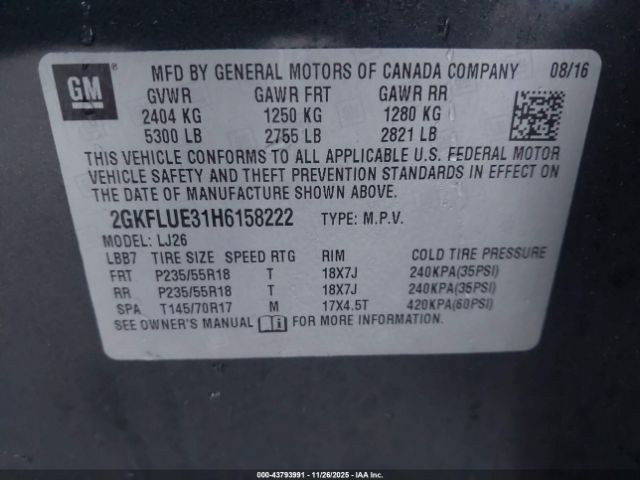 GM ® MFD BY GENERAL MOTORS OF CANADA COMPANY 08/16
GVWR GAWR FRT GAWR RR
2404 KG 1250 KG 1280 KG
5300 LB 2755 LB 2821 LB
THIS VEHICLE CONFORMS TO ALL APPLICABLE U.S. FEDERAL MOTOR
VEHICLE SAFETY AND THEFT PREVENTION STANDARDS IN EFFECT ON
THE DATE OF MANUFACTURE SHOWN ABOVE.
2GKFLUE31H6158222 TYPE: M.P.V.
MODEL: LJ26
LBB7 TIRE SIZE SPEED RTG RIM COLD TIRE PRESSURE
FRT P235/55R18 T 18X7J 240KPA(35PSI)
RR P235/55R18 T 18X7J 240KPA(35PSI)
SPA T145/70R17 M 17X4.5T 420KPA(60PSI)
SEE OWNER'S MANUAL FOR MORE INFORMATION.
000-43793991 - 11/26/2025 - IAAI.COM